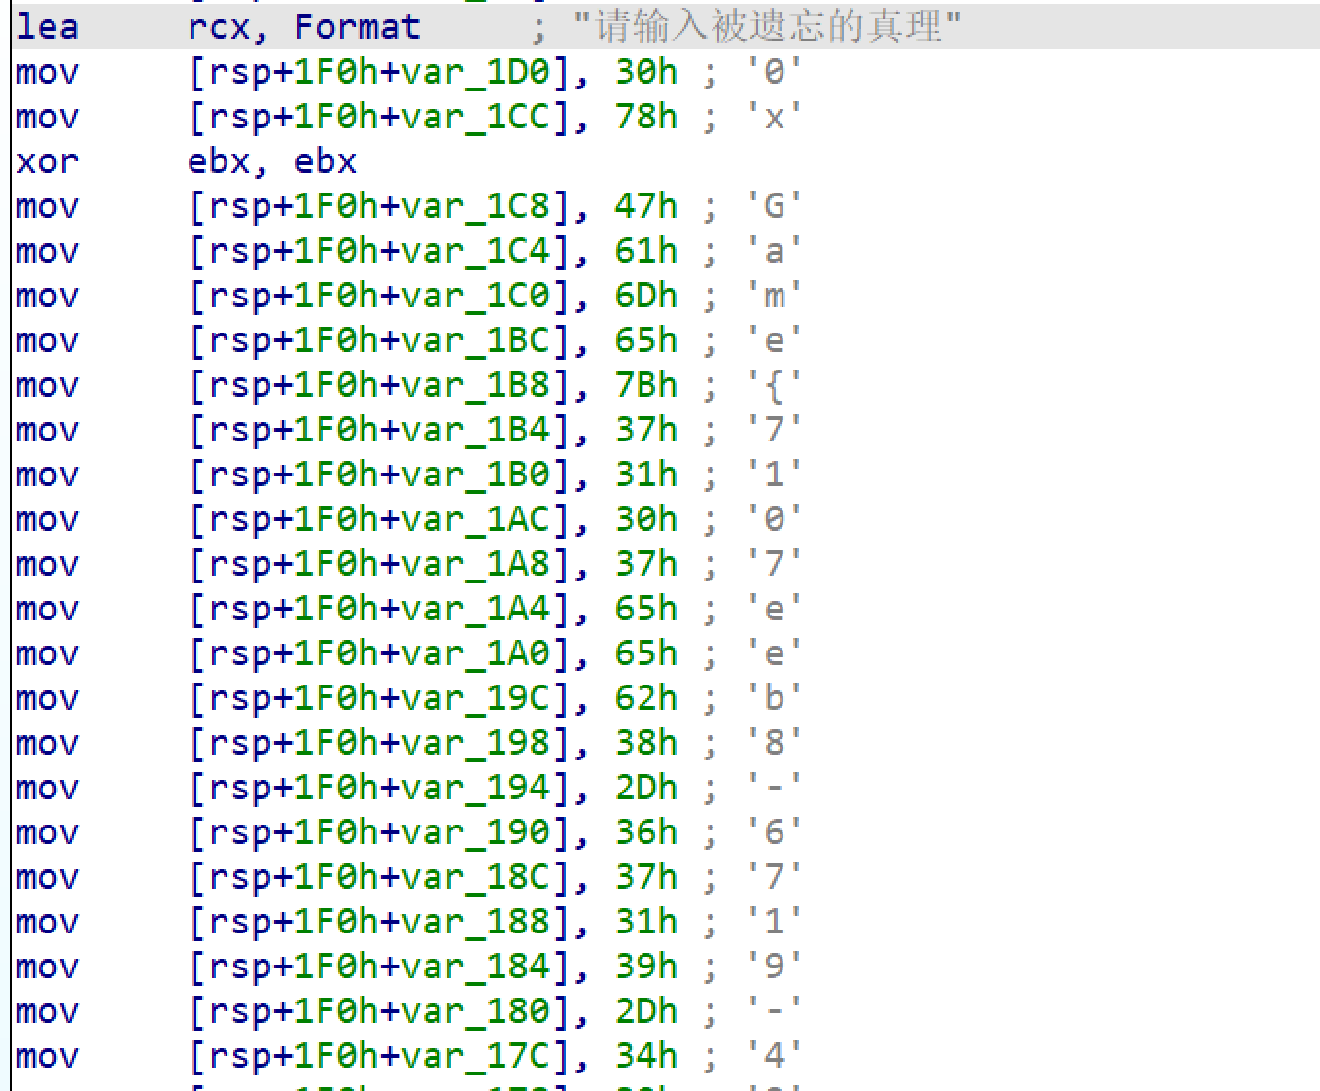 lea rcx, Format ; "请输入被遗忘的真理"
mov [rsp+1F0h+var_1D0], 30h ; '0'
mov [rsp+1F0h+var_1CC], 78h ; 'x'
xor ebx, ebx
mov [rsp+1F0h+var_1C8], 47h ; 'G'
mov [rsp+1F0h+var_1C4], 61h ; 'a'
mov [rsp+1F0h+var_1C0], 6Dh ; 'm'
mov [rsp+1F0h+var_1BC], 65h ; 'e'
mov [rsp+1F0h+var_1B8], 7Bh ; '{'
mov [rsp+1F0h+var_1B4], 37h ; '7'
mov [rsp+1F0h+var_1B0], 31h ; '1'
mov [rsp+1F0h+var_1AC], 30h ; '0'
mov [rsp+1F0h+var_1A8], 37h ; '7'
mov [rsp+1F0h+var_1A4], 65h ; 'e'
mov [rsp+1F0h+var_1A0], 65h ; 'e'
mov [rsp+1F0h+var_19C], 62h ; 'b'
mov [rsp+1F0h+var_198], 38h ; '8'
mov [rsp+1F0h+var_194], 2Dh ; '-'
mov [rsp+1F0h+var_190], 36h ; '6'
mov [rsp+1F0h+var_18C], 37h ; '7'
mov [rsp+1F0h+var_188], 31h ; '1'
mov [rsp+1F0h+var_184], 39h ; '9'
mov [rsp+1F0h+var_180], 2Dh ; '-'
mov [rsp+1F0h+var_17C], 34h ; '4'